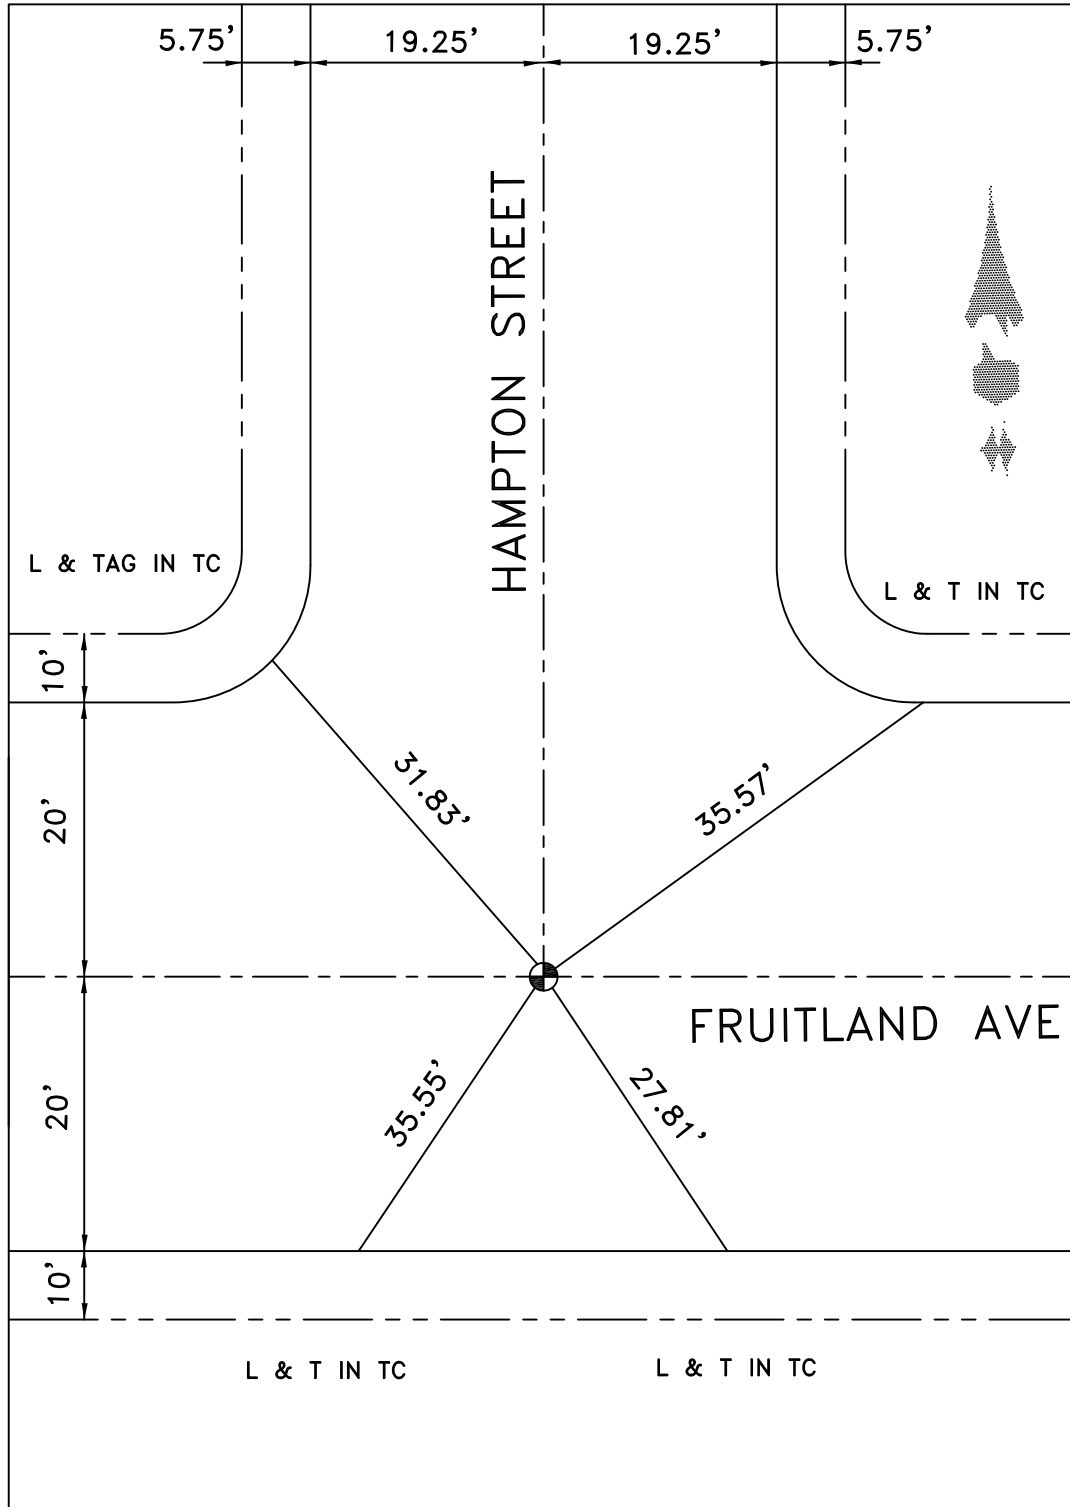 5.75’
19.25’
19.25’
5.75’
HAMPTON STREET
L & TAG IN TC
L & T IN TC
10’
31.83’
35.57’
20’
FRUITLAND AVE
20’
35.55’
27.81’
10’
L & T IN TC
L & T IN TC